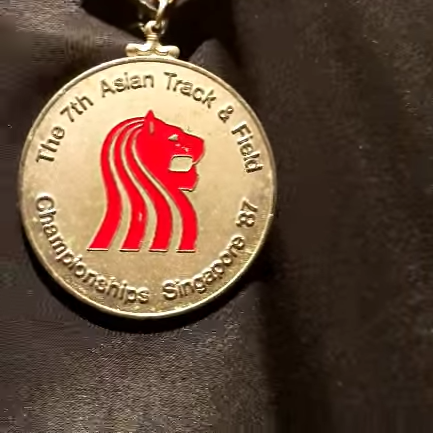 The 7th Asian Track & Field
Championships Singapore '87